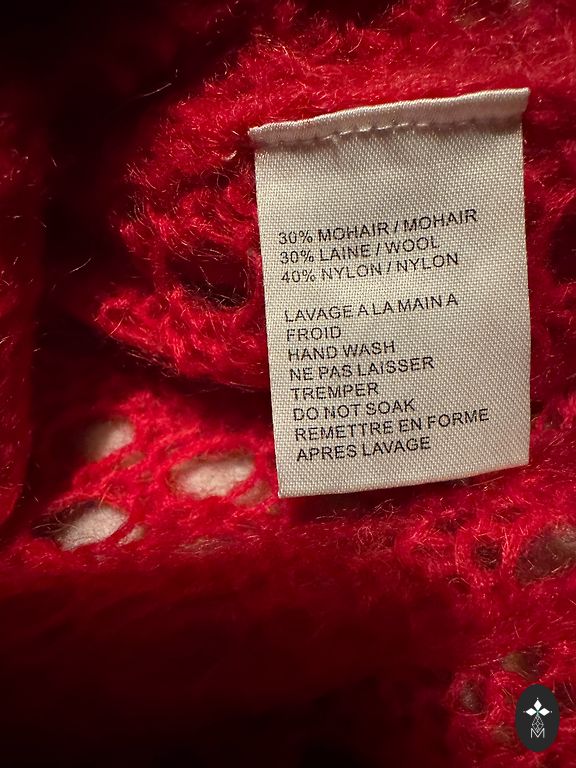 30% MOHAIR / MOHAIR
30% LAINE / WOOL
40% NYLON / NYLON
LAVAGE A LA MAIN A
FROID
HAND WASH
NE PAS LAISSER
TREMPER
DO NOT SOAK
REMETTRE EN FORME
APRES LAVAGE
M